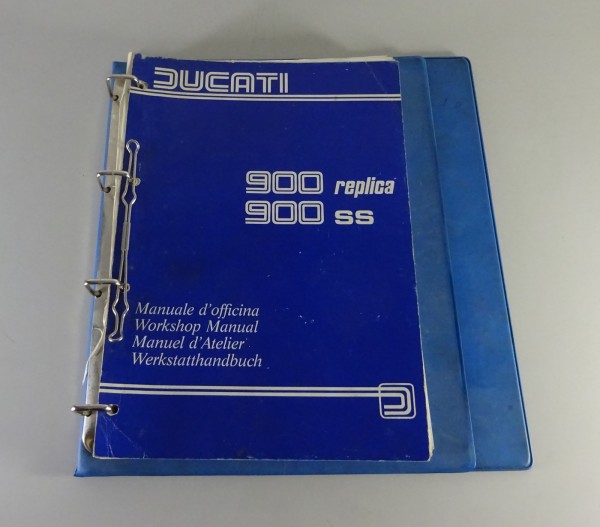 DUCATI
900 replica
900 SS
Manuale d'officina
Workshop Manual
Manuel d'Atelier
Werkstatthandbuch